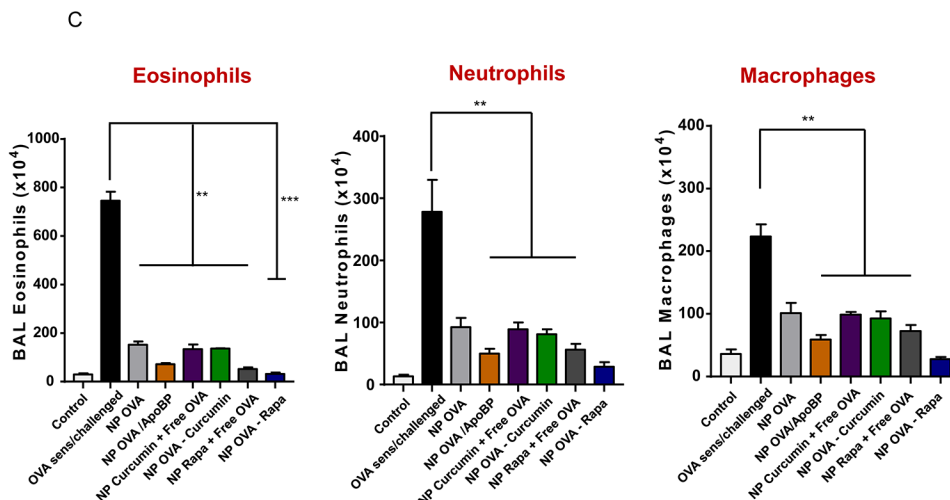 C
Eosinophils
BAL Eosinophils (x10⁴)
1000
800
600
400
200
0
**
***
Control
OVA sens/challenged
NP OVA
NP OVA/ApoBP
NP Curcumin + Free OVA
NP OVA - Curcumin
NP Rapa + Free OVA
NP OVA - Rapa
Neutrophils
BAL Neutrophils (x10⁴)
400
300
200
100
0
**
Control
OVA sens/challenged
NP OVA
NP OVA /ApoBP
NP Curcumin + Free OVA
NP OVA - Curcumin
NP Rapa + Free OVA
NP OVA - Rapa
Macrophages
BAL Macrophages (x10⁴)
400
300
200
100
0
**
Control
OVA sens/challenged
NP OVA
NP OVA/ApoBP
NP Curcumin + Free OVA
NP OVA - Curcumin
NP Rapa + Free OVA
NP OVA - Rapa